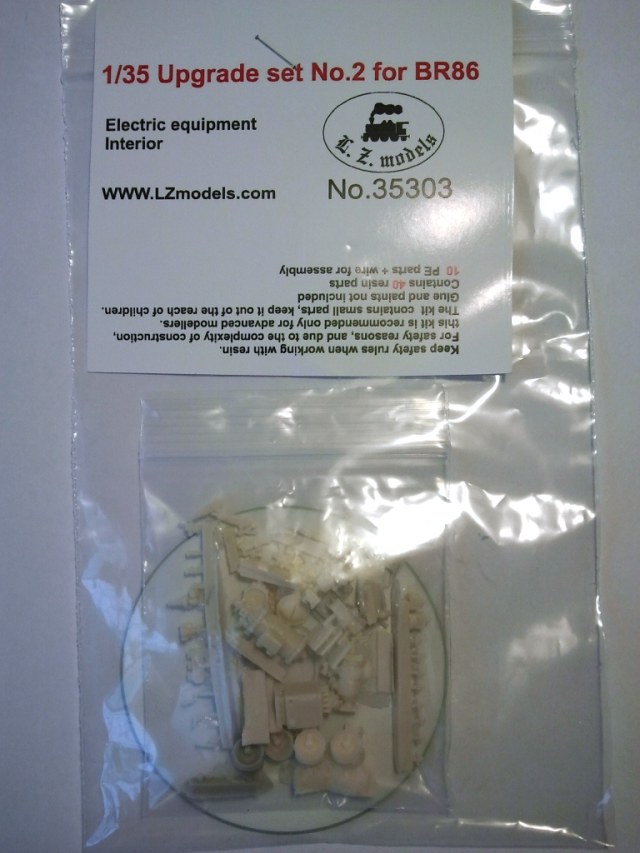 1/35 Upgrade set No.2 for BR86
Electric equipment
Interior
L. Z. models
WWW.LZmodels.com
No.35303
Keep safety rules when working with resin.
For safety, reasons, and due to the complexity of construction,
this kit is recommended only for advanced modellers.
The kit contains small parts, keep it out of the reach of children.
Glue and paints not included
Contains 40 resin parts
10 PE parts + wire for assembly